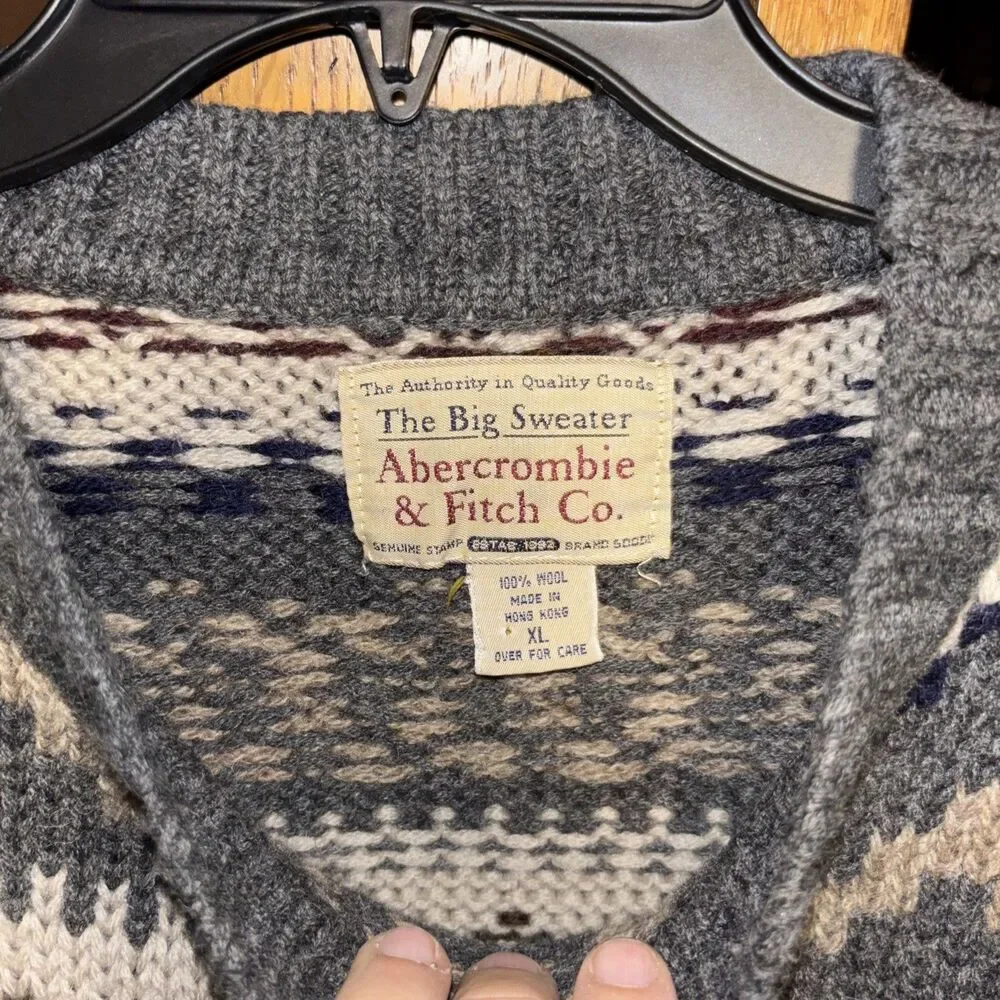 The Authority in Quality Goods
The Big Sweater
Abercrombie
& Fitch Co.
GENUINE STAMP ESTAB 1892 BRAND GOODS
100% WOOL
MADE IN
HONG KONG
XL
OVER FOR CARE